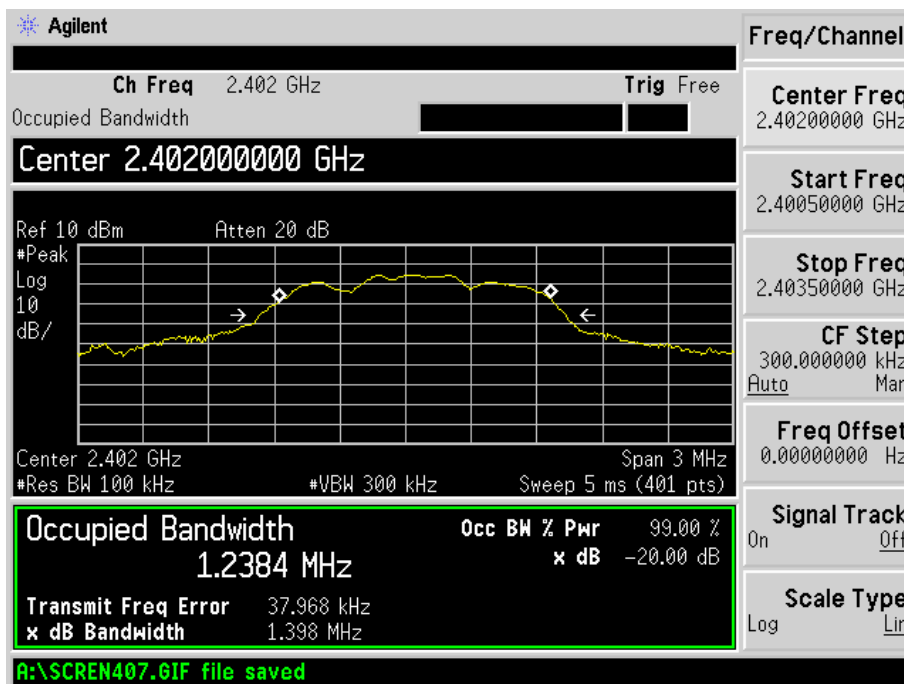 Agilent
Freq/Channel
Ch Freq 2.402 GHz Trig Free
Occupied Bandwidth
Center 2.402000000 GHz
Ref 10 dBm Atten 20 dB
#Peak
Log
10
dB/
Center 2.402 GHz Span 3 MHz
#Res BW 100 kHz #VBW 300 kHz Sweep 5 ms (401 pts)
Occupied Bandwidth
1.2384 MHz
Occ BW % Pwr 99.00 %
x dB -20.00 dB
Transmit Freq Error 37.968 kHz
x dB Bandwidth 1.398 MHz
A:\SCREN407.GIF file saved
Center Freq
2.40200000 GHz
Start Freq
2.40050000 GHz
Stop Freq
2.40350000 GHz
CF Step
300.000000 kHz
Auto Man
Freq Offset
0.00000000 Hz
Signal Track
On Off
Scale Type
Log Lin